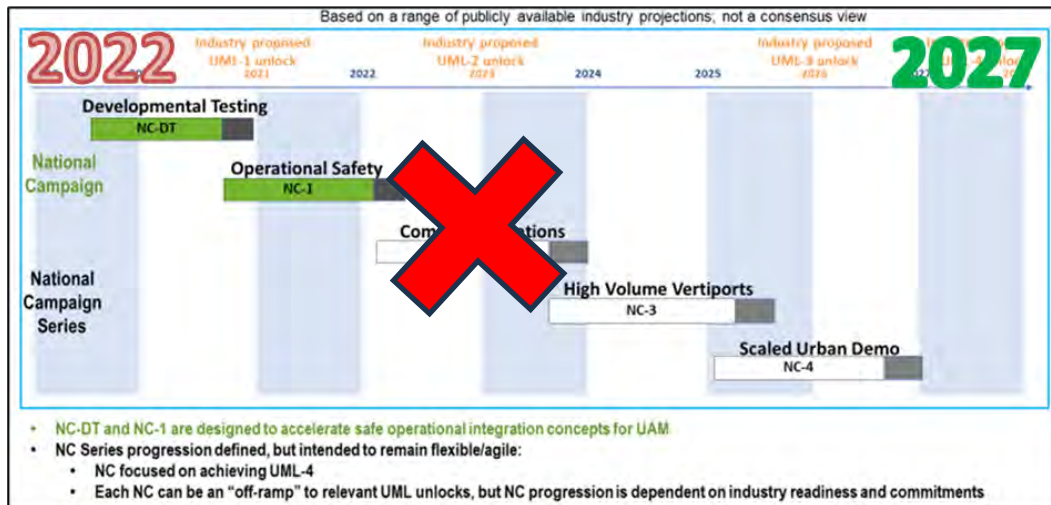 Based on a range of publicly available industry projections; not a consensus view
2022
Industry proposed
UML-1 unlock
2021
2022
Industry proposed
UML-2 unlock
2023
2024
2025
Industry proposed
UML-3 unlock
2026
2027
Developmental Testing
NC-DT
National
Campaign
Operational Safety
NC-1
National
Campaign
Series
High Volume Vertiports
NC-3
Scaled Urban Demo
NC-4
• NC-DT and NC-1 are designed to accelerate safe operational integration concepts for UAM
• NC Series progression defined, but intended to remain flexible/agile:
• NC focused on achieving UML-4
• Each NC can be an “off-ramp” to relevant UML unlocks, but NC progression is dependent on industry readiness and commitments